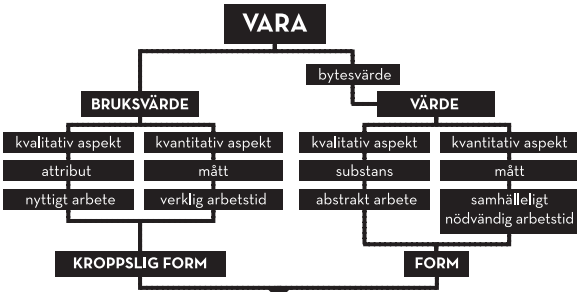 VARA
bytesvärde
BRUKSVÄRDE
VÄRDE
kvalitativ aspekt
kvantitativ aspekt
kvalitativ aspekt
kvantitativ aspekt
attribut
mått
substans
mått
nyttigt arbete
verklig arbetstid
abstrakt arbete
samhälleligt
nödvändig arbetstid
KROPPSLIG FORM
FORM